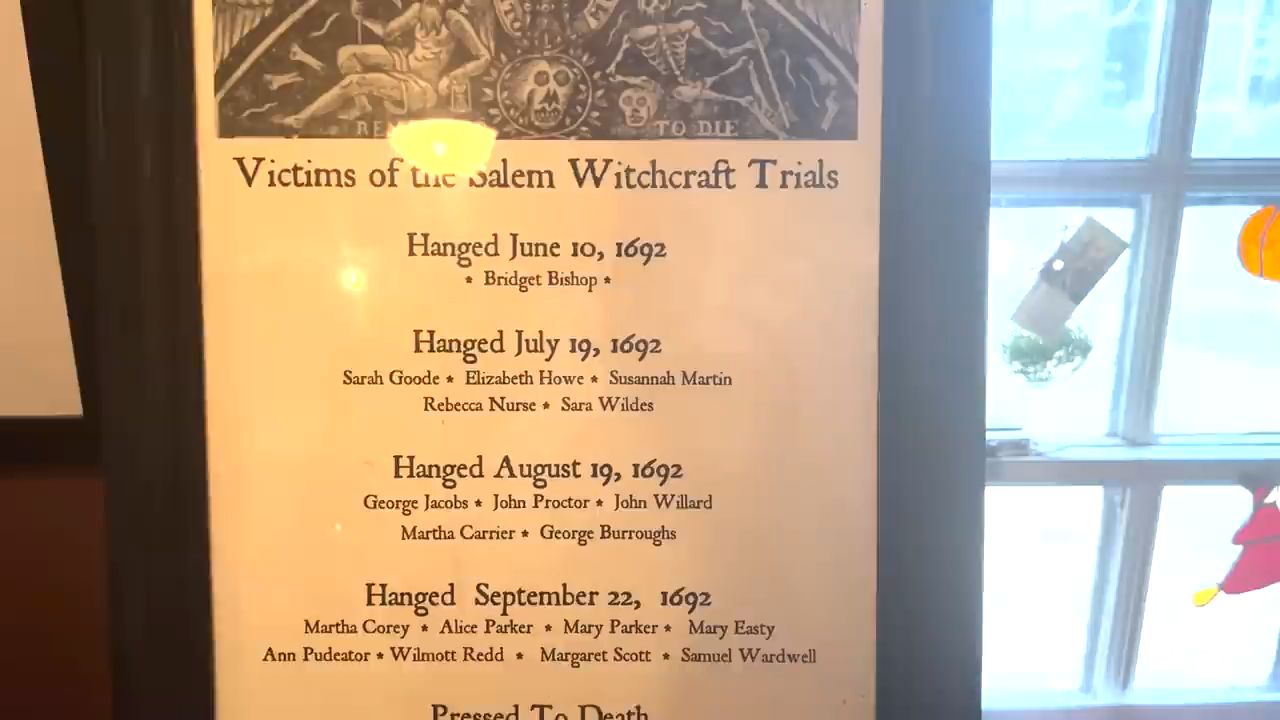 TO DIE
Victims of the Salem Witchcraft Trials
Hanged June 10, 1692
* Bridget Bishop *
Hanged July 19, 1692
Sarah Goode * Elizabeth Howe * Susannah Martin
Rebecca Nurse * Sara Wildes
Hanged August 19, 1692
George Jacobs * John Proctor * John Willard
Martha Carrier * George Burroughs
Hanged September 22, 1692
Martha Corey * Alice Parker * Mary Parker * Mary Easty
Ann Pudeator * Wilmott Redd * Margaret Scott * Samuel Wardwell
Pressed To Death